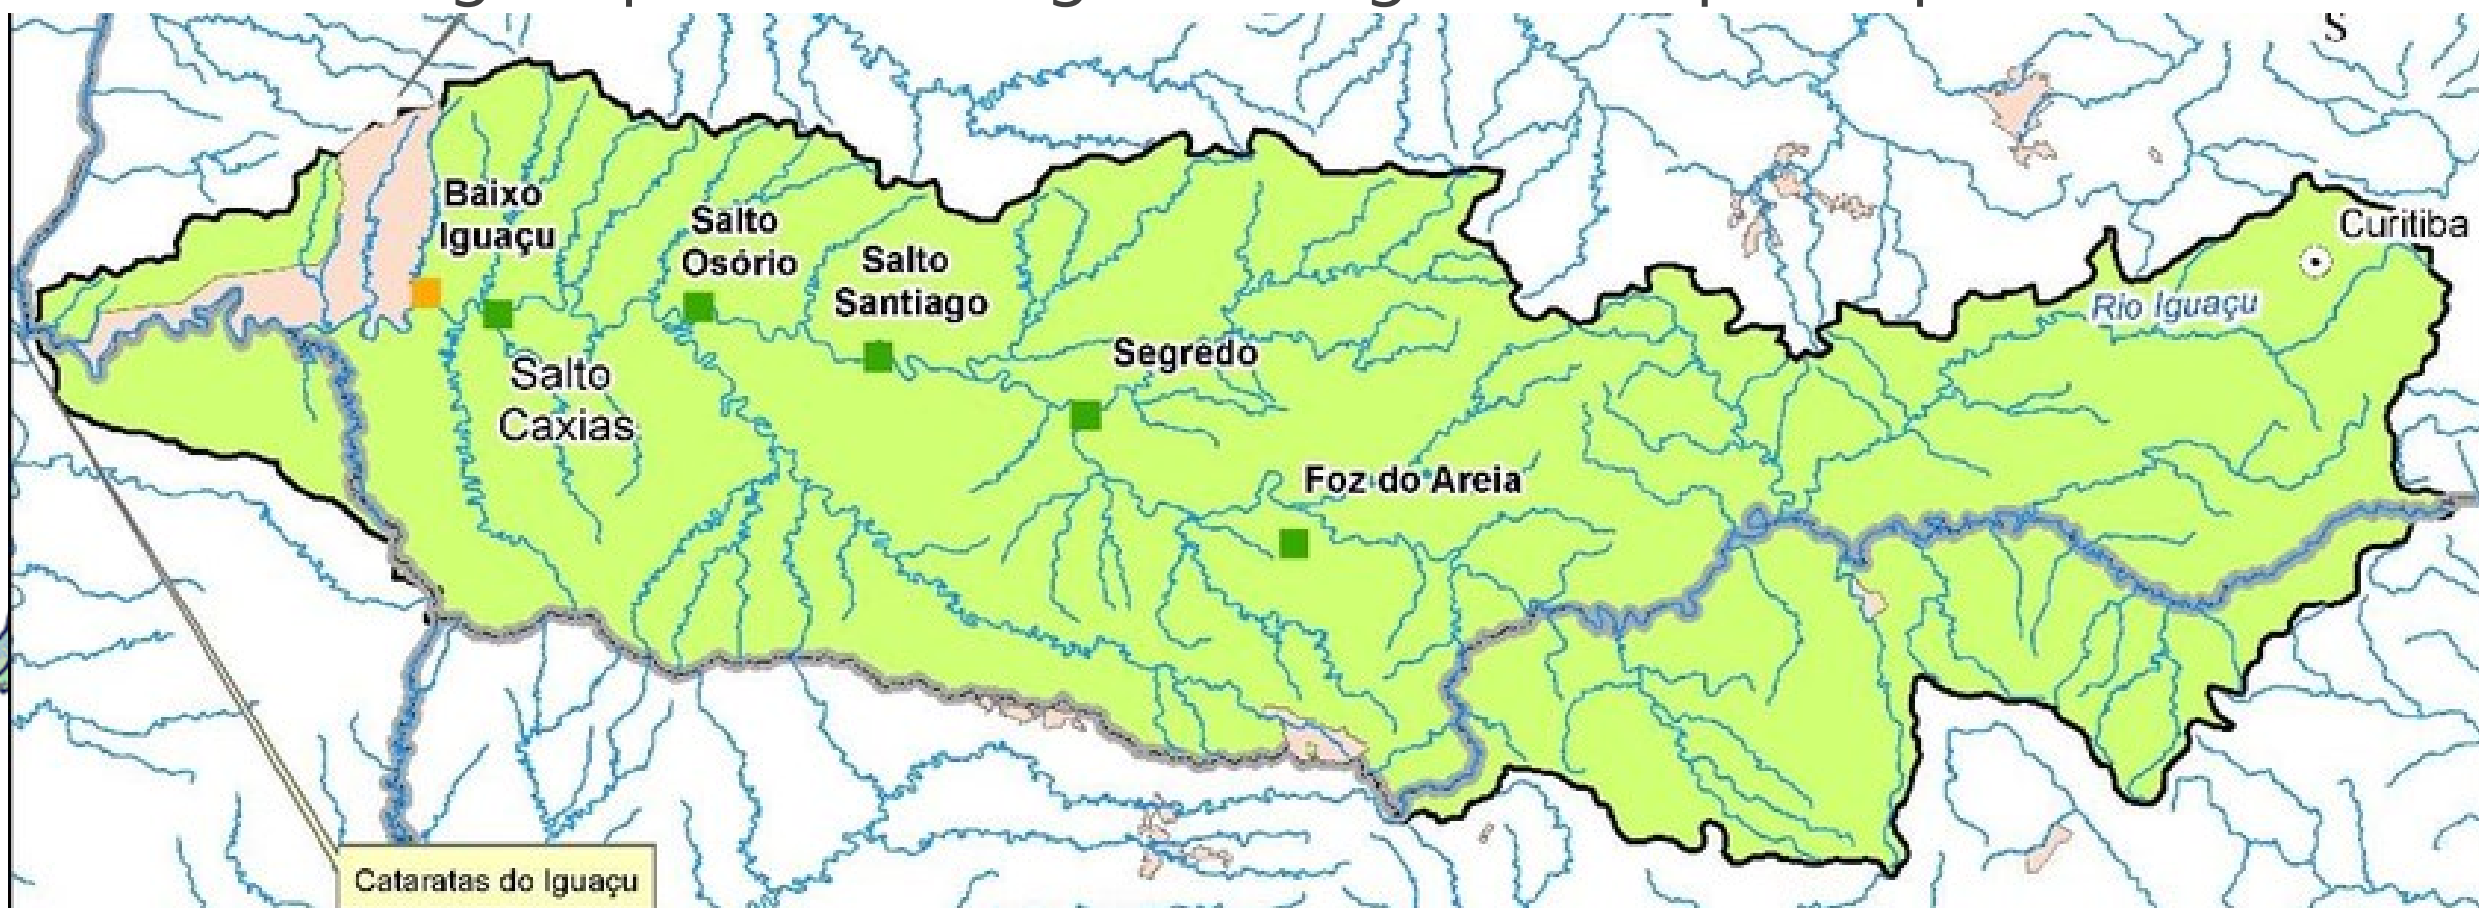 S
Curitiba
Rio Iguaçu
Baixo
Iguaçu
Salto
Osório
Salto
Santiago
Segredo
Salto
Caxias
Foz do Areia
Cataratas do Iguaçu